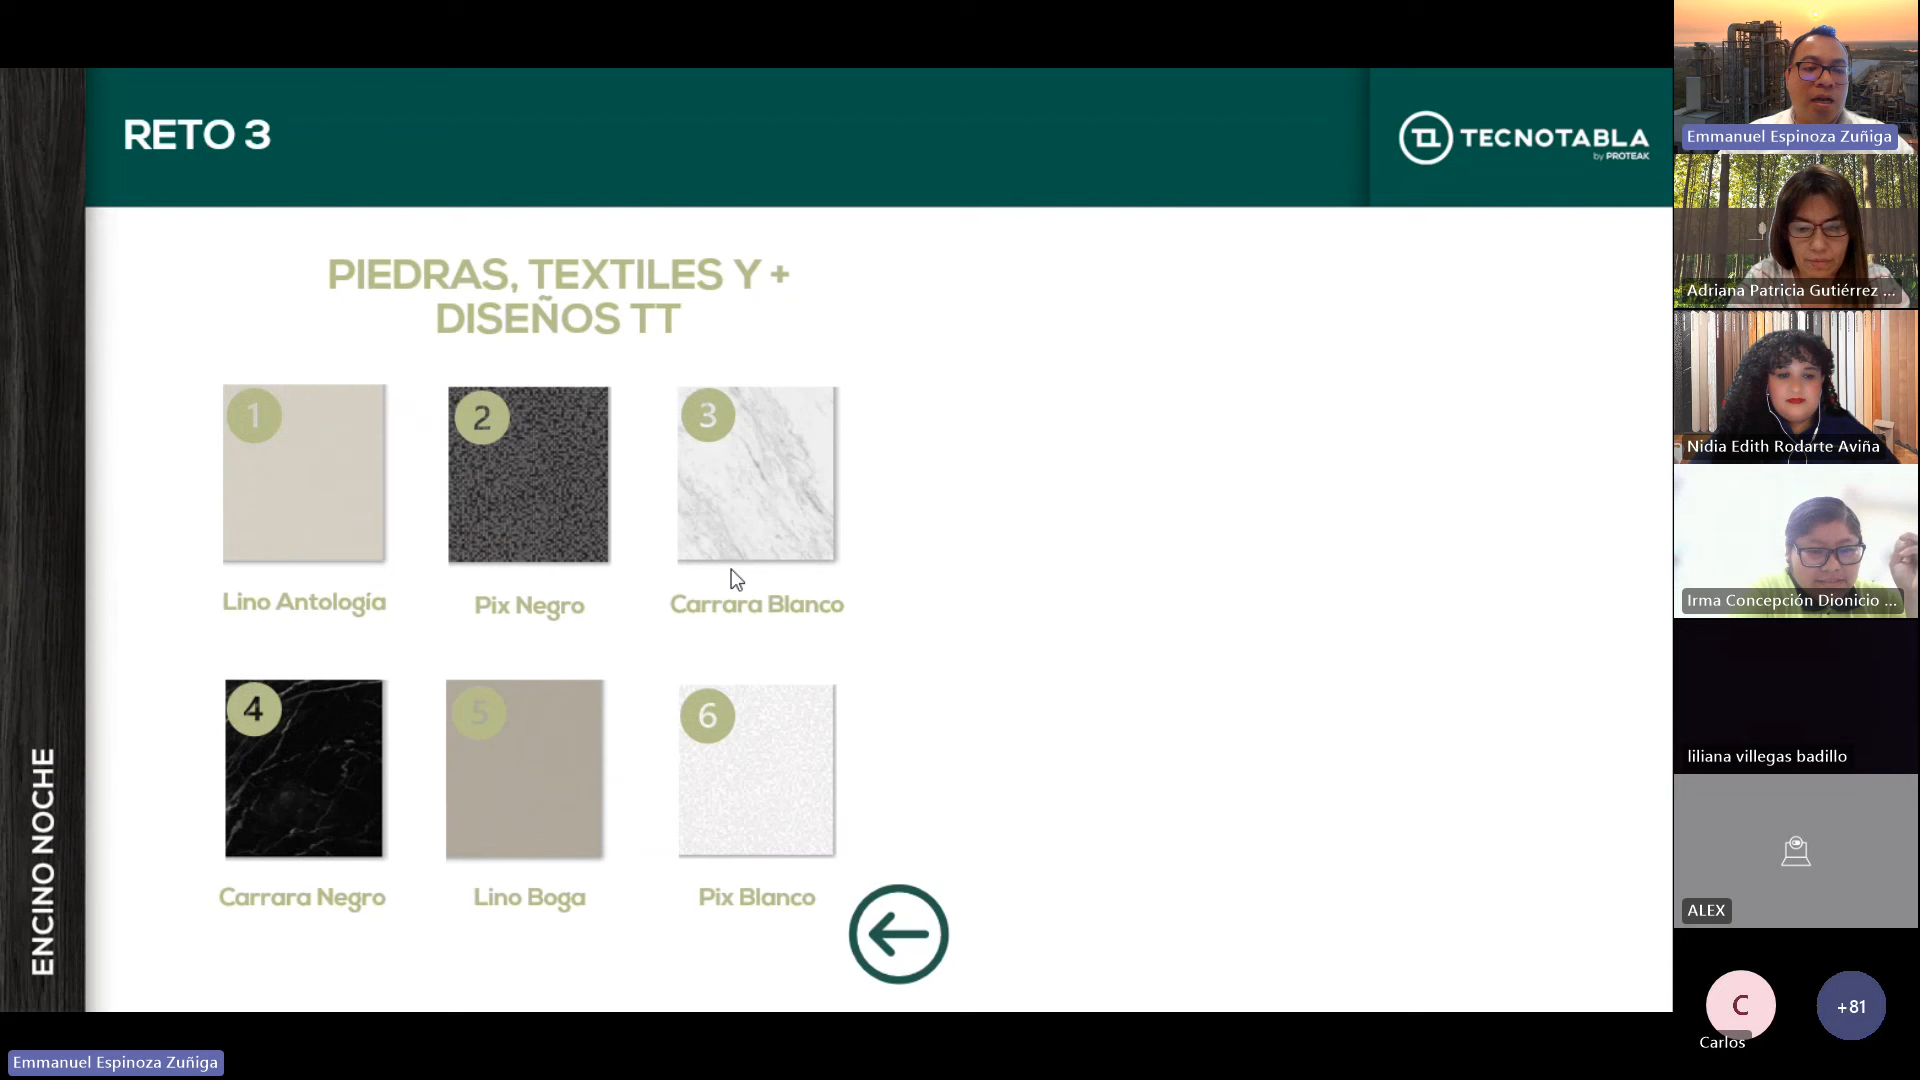 RETO 3
TECNOTABLA
by PROTEAK
PIEDRAS, TEXTILES Y +
DISEÑOS TT
1
2
3
Lino Antología
Pix Negro
Carrara Blanco
4
5
6
Carrara Negro
Lino Boga
Pix Blanco
ENCINO NOCHE
Emmanuel Espinoza Zuñiga
Adriana Patricia Gutiérrez ...
Nidia Edith Rodarte Aviña
Irma Concepción Dionicio ...
liliana villegas badillo
ALEX
C
Carlos
+81
Emmanuel Espinoza Zuñiga